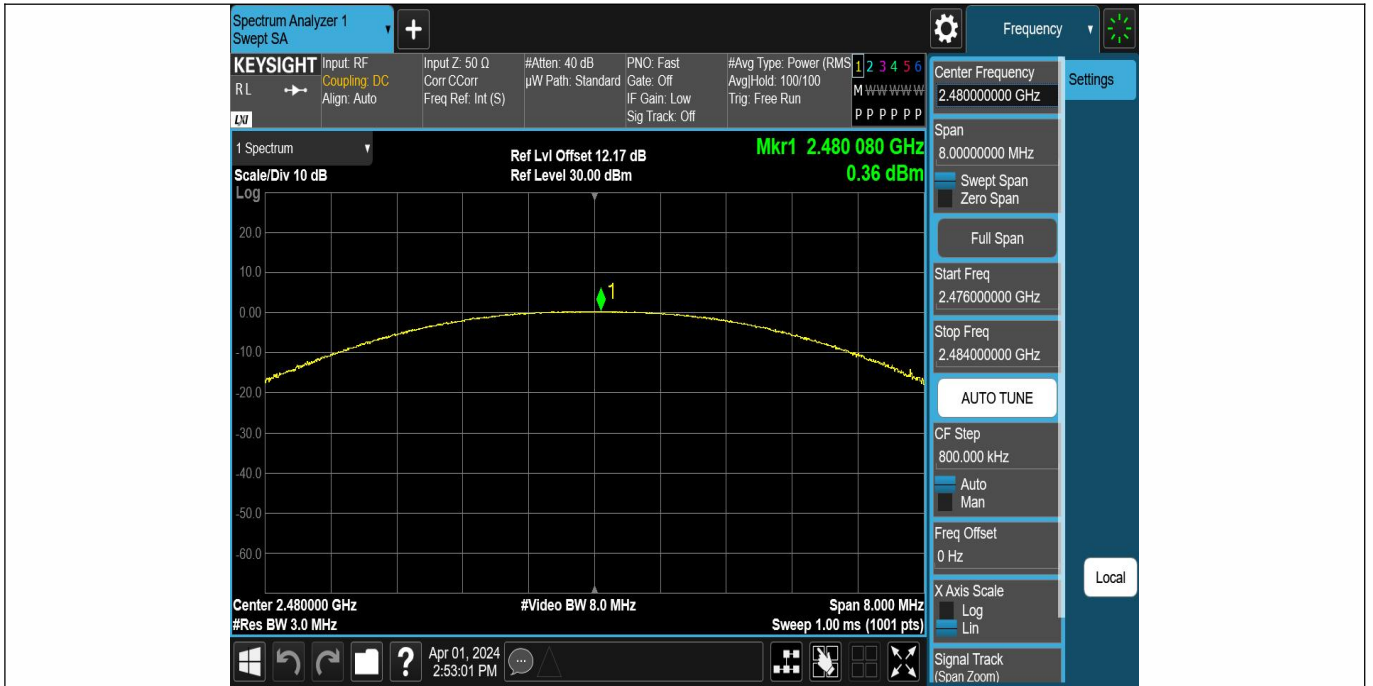 Spectrum Analyzer 1
Swept SA
Frequency
KEYSIGHT
RL
LXI
Input: RF
Coupling: DC
Align: Auto
Input Z: 50 Ω
Corr CCorr
Freq Ref: Int (S)
#Atten: 40 dB
µW Path: Standard
PNO: Fast
Gate: Off
IF Gain: Low
Sig Track: Off
#Avg Type: Power (RMS
Avg|Hold: 100/100
Trig: Free Run
1 2 3 4 5 6
M W W W W W
P P P P P P
1 Spectrum
Scale/Div 10 dB
Ref Lvl Offset 12.17 dB
Ref Level 30.00 dBm
Mkr1 2.480 080 GHz
0.36 dBm
Log
20.0
10.0
0.00
-10.0
-20.0
-30.0
-40.0
-50.0
-60.0
1
Center 2.480000 GHz
#Res BW 3.0 MHz
#Video BW 8.0 MHz
Span 8.000 MHz
Sweep 1.00 ms (1001 pts)
Apr 01, 2024
2:53:01 PM
Center Frequency
2.480000000 GHz
Settings
Span
8.00000000 MHz
Swept Span
Zero Span
Full Span
Start Freq
2.476000000 GHz
Stop Freq
2.484000000 GHz
AUTO TUNE
CF Step
800.000 kHz
Auto
Man
Freq Offset
0 Hz
X Axis Scale
Log
Lin
Local
Signal Track
(Span Zoom)